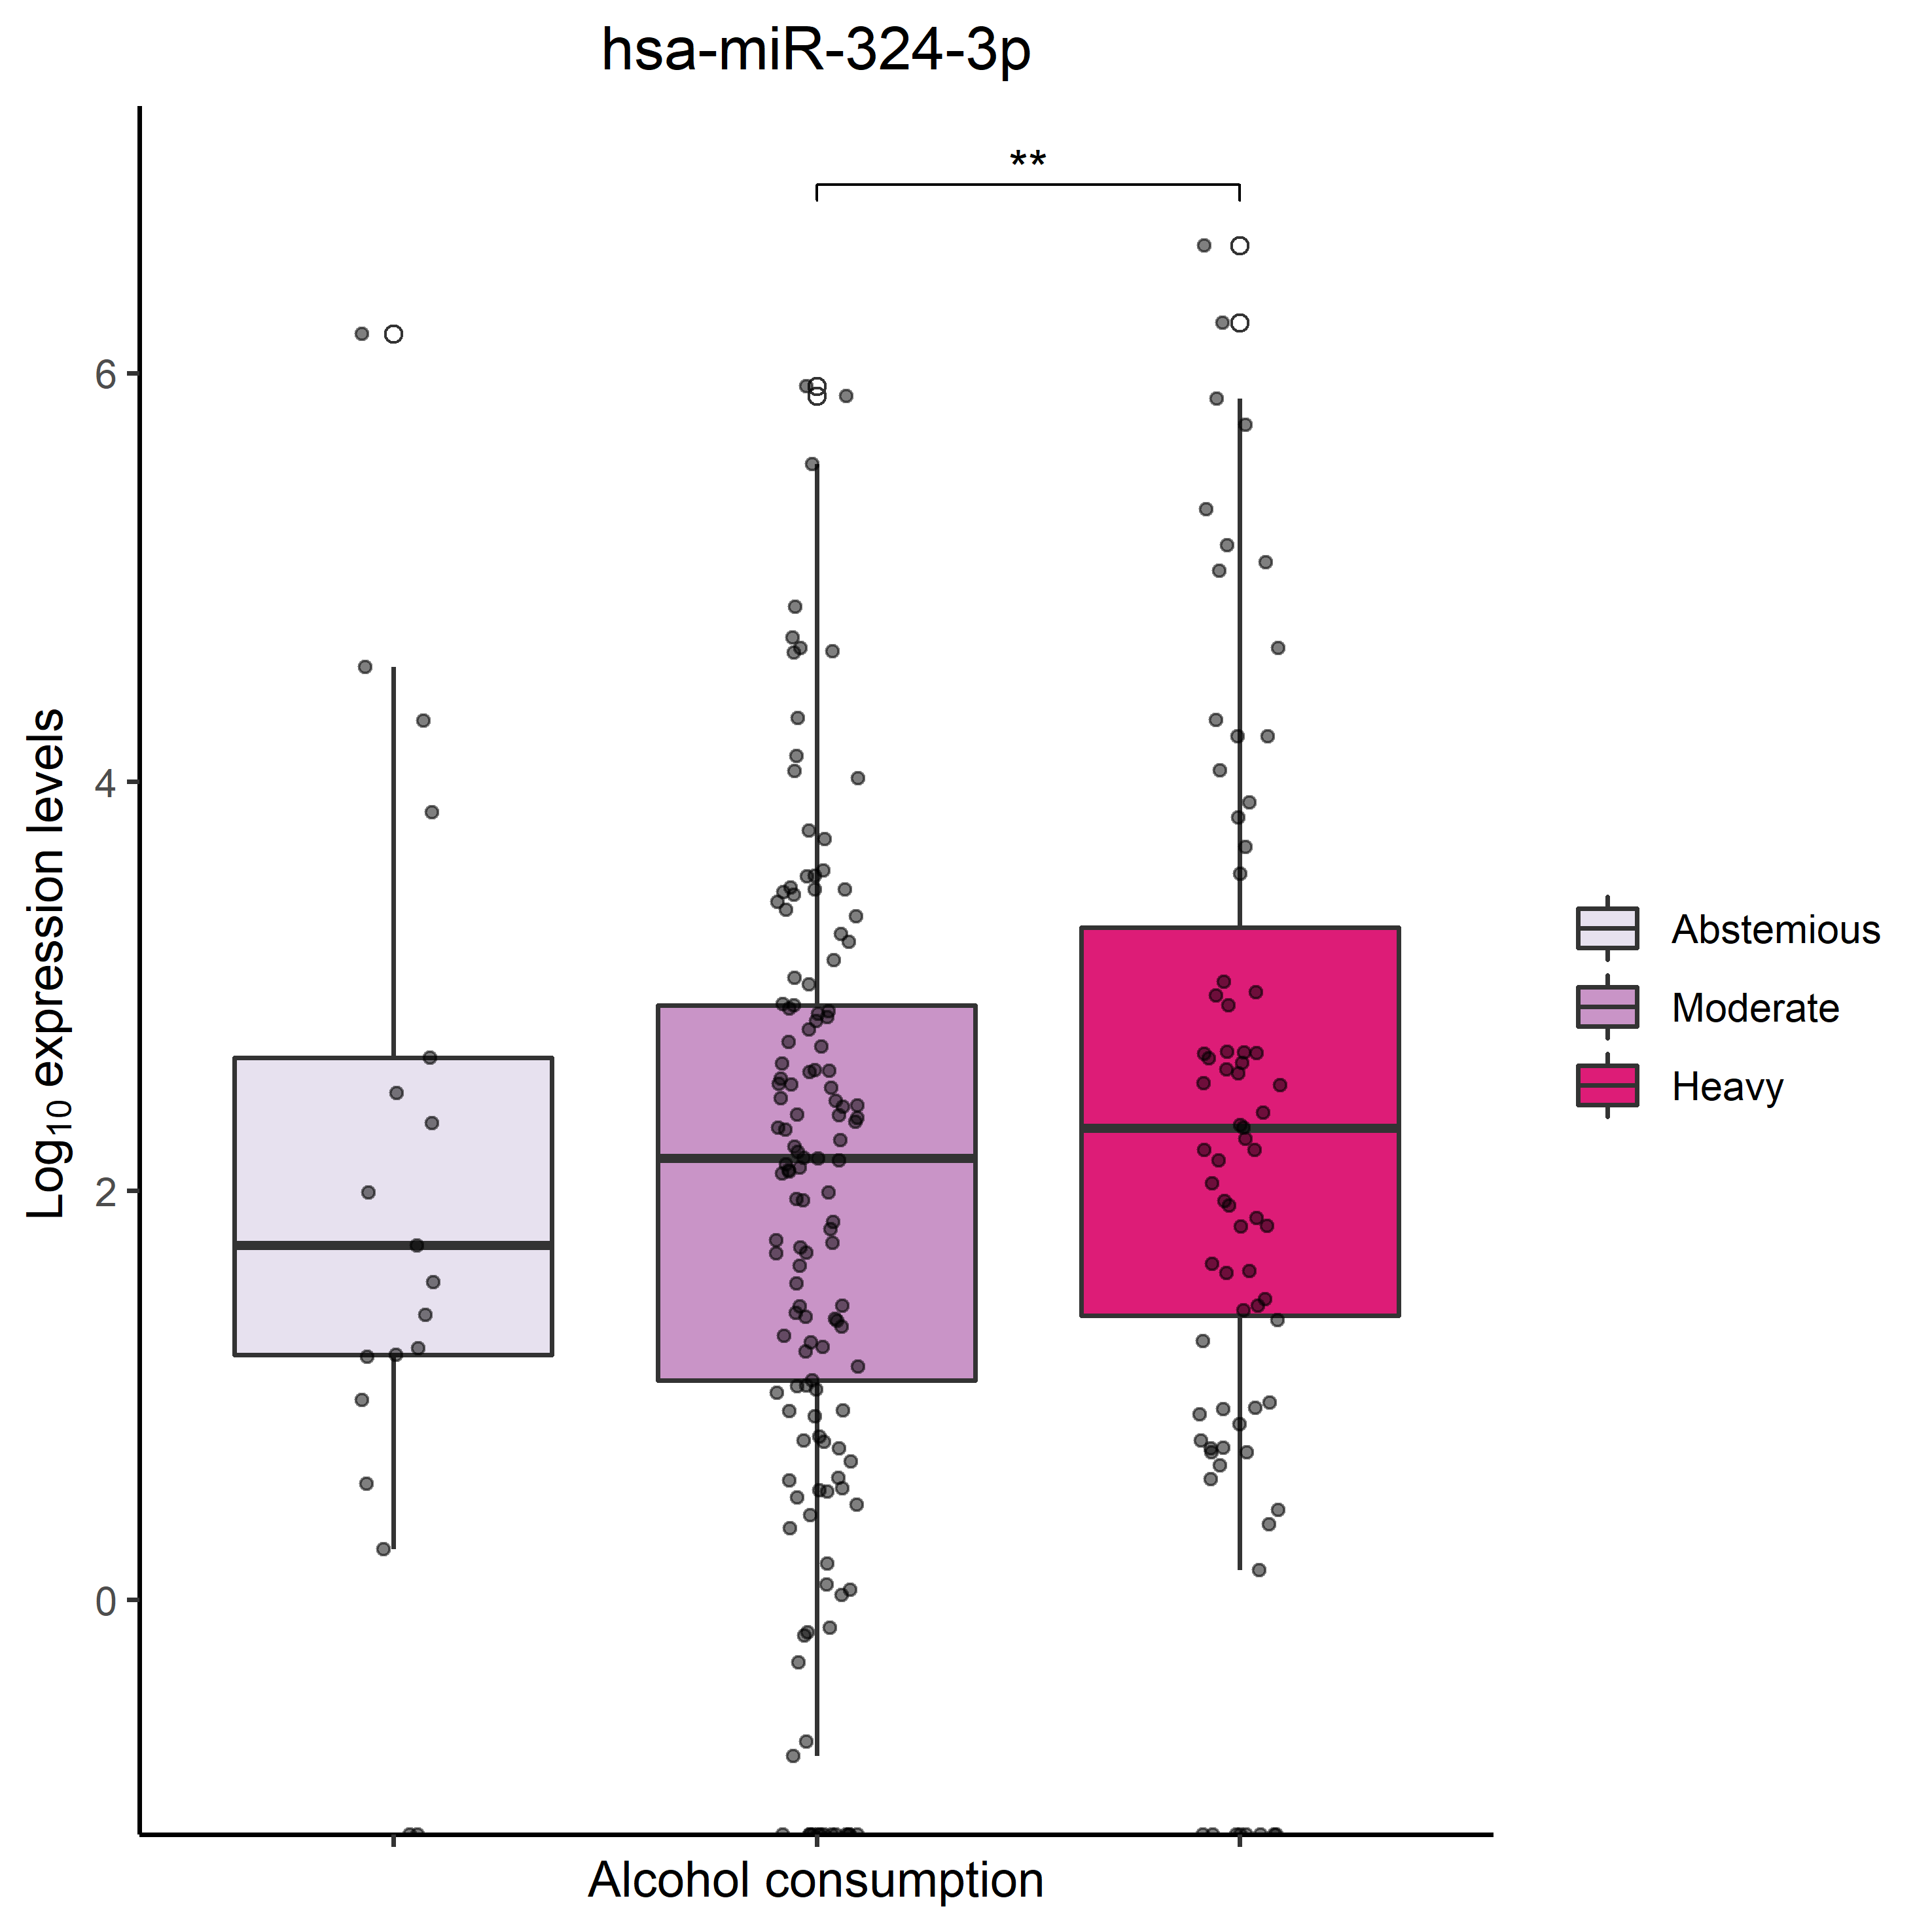 hsa-miR-324-3p
**
6
4
2
0
Log10 expression levels
Alcohol consumption
Abstemious
Moderate
Heavy